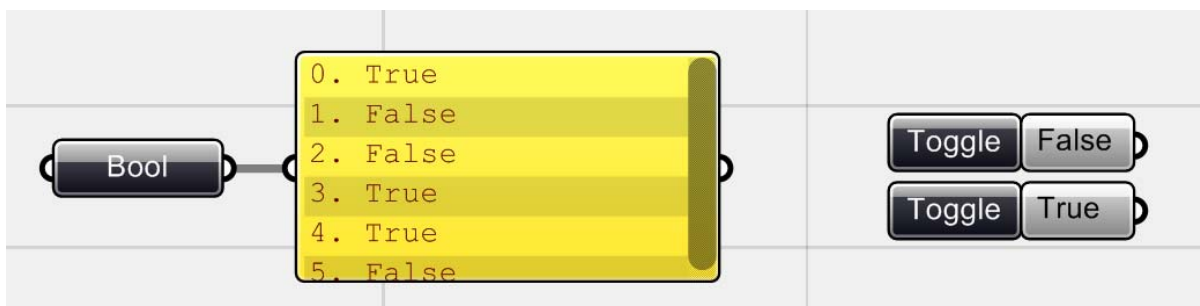 Bool
0. True
1. False
2. False
3. True
4. True
5. False
Toggle False
Toggle True